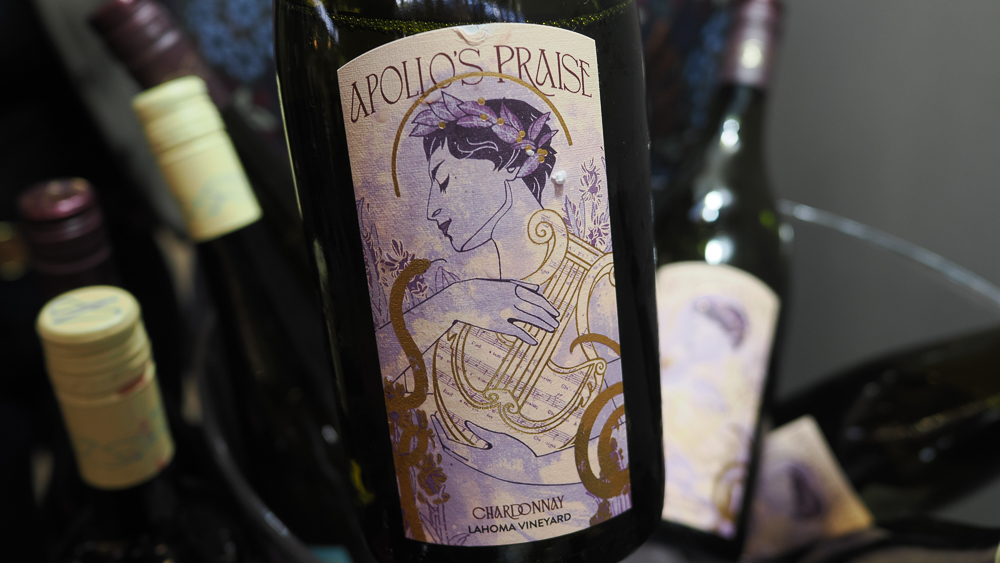 APOLLO'S PRAISE
CHARDONNAY
LAHOMA VINEYARD